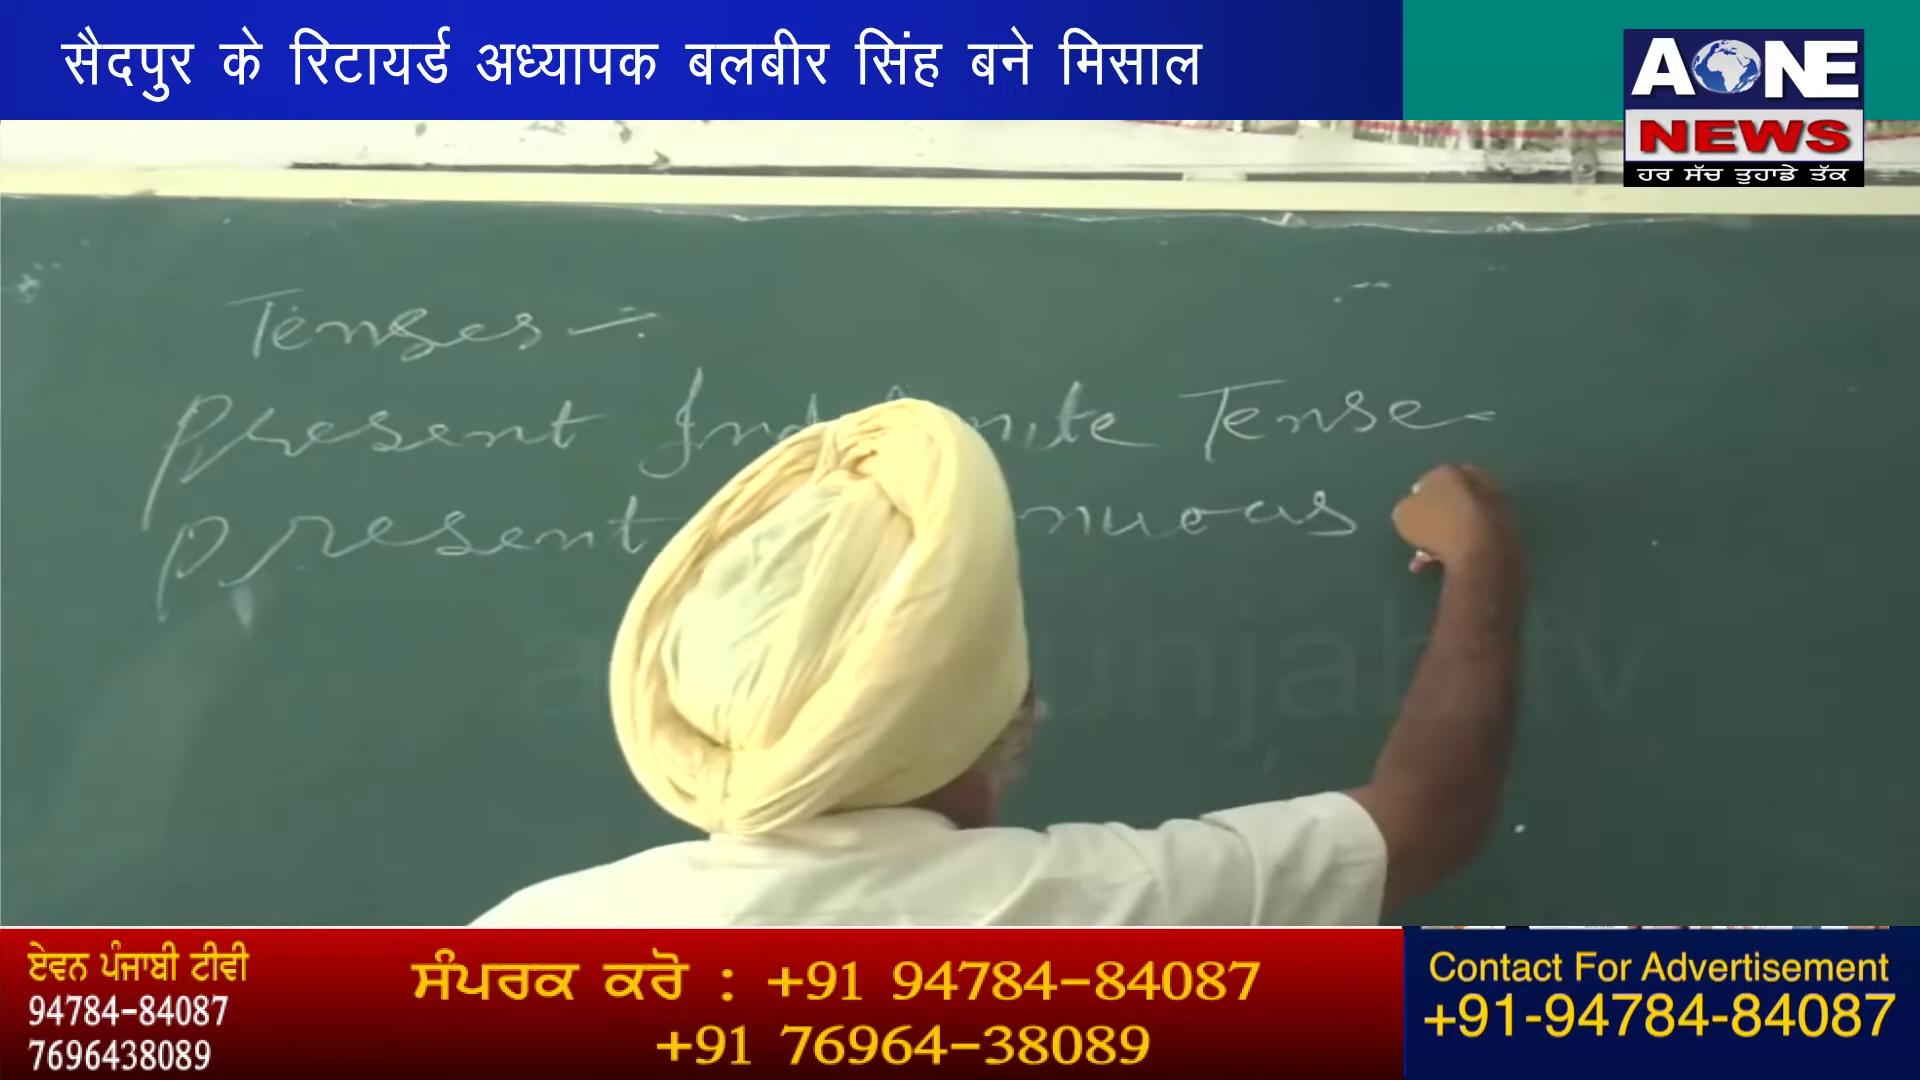 सैदपुर के रिटायर्ड अध्यापक बलबीर सिंह बने मिसाल
AONE
NEWS
ਹਰ ਸੱਚ ਤੁਹਾਡੇ ਤੱਕ
Tenses -:
Present Indefinite Tense -
Present nuous
ਏਵਨ ਪੰਜਾਬੀ ਟੀਵੀ
94784-84087
7696438089
ਸੰਪਰਕ ਕਰੋ : +91 94784-84087
+91 76964-38089
Contact For Advertisement
+91-94784-84087